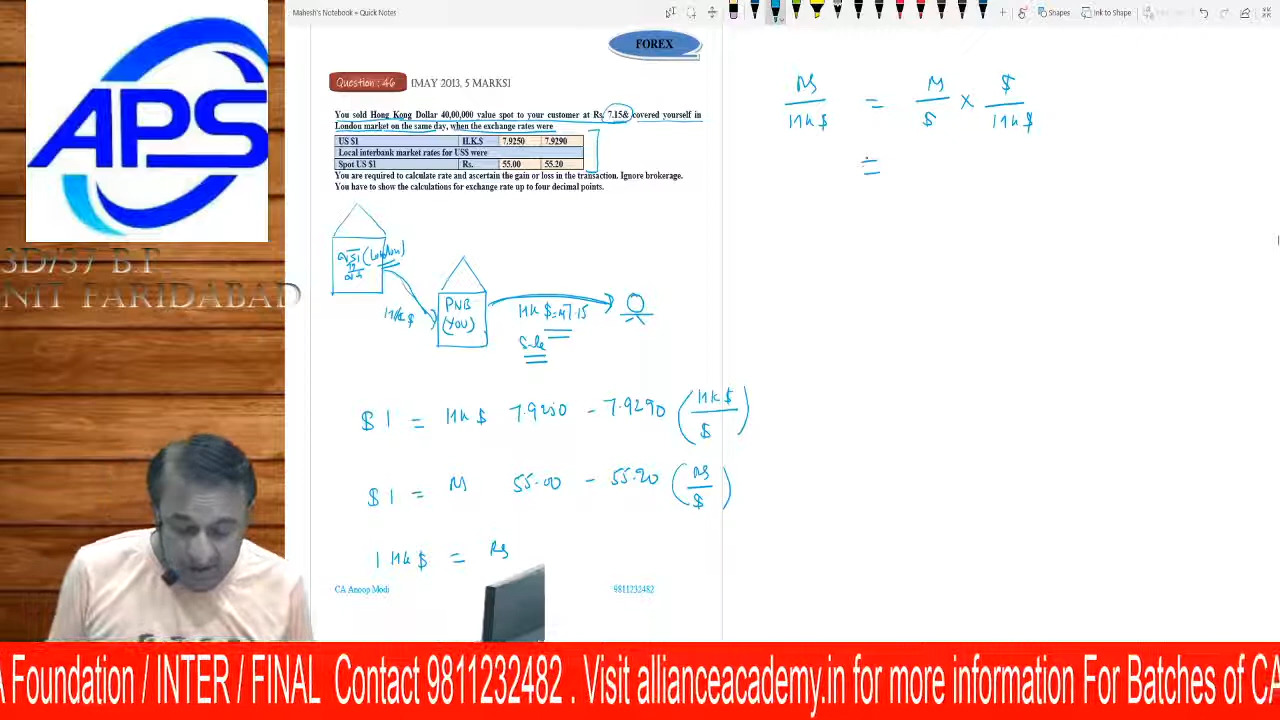 Mahesh's Notebook » Quick Notes
Shapes
Ink to Shape
APS
3D/37 B.P.
NIT FARIDABAD
FOREX
Question : 46 [MAY 2013, 5 MARKS]
You sold Hong Kong Dollar 40,00,000 value spot to your customer at Rs. 7.15& covered yourself in
London market on the same day, when the exchange rates were
US $1 H.K.$ 7.9250 7.9290
Local interbank market rates for US$ were
Spot US $1 Rs. 55.00 55.20
You are required to calculate rate and ascertain the gain or loss in the transaction. Ignore brokerage.
You have to show the calculations for exchange rate up to four decimal points.
(London)
HK $
PNB
(YOU)
HK $=₹7.15
Sale
$ 1 = HK $ 7.9250 - 7.9290 (HK $ / $)
$ 1 = Rs 55.00 - 55.20 (Rs / $)
1 HK $ = Rs
Rs / HK $ = Rs / $ × $ / HK $
=
CA Anoop Modi 9811232482
A Foundation / INTER / FINAL Contact 9811232482 . Visit allianceacademy.in for more information For Batches of CA